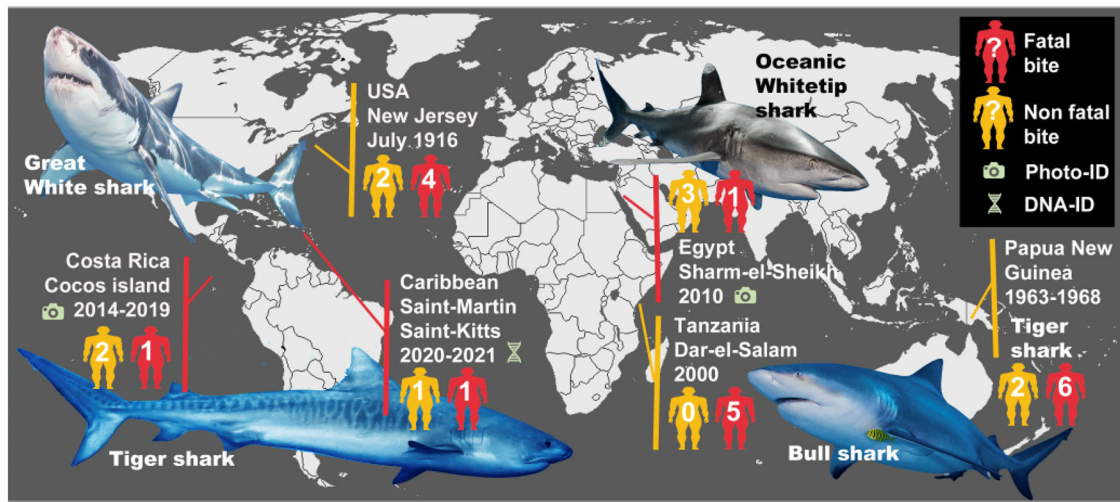 Great
White shark
USA
New Jersey
July 1916
2 4
Oceanic
Whitetip
shark
? Fatal
bite
? Non fatal
bite
Photo-ID
DNA-ID
Costa Rica
Cocos island
2014-2019
2 1
Caribbean
Saint-Martin
Saint-Kitts
2020-2021
1 1
3 1
Egypt
Sharm-el-Sheikh
2010
Tanzania
Dar-el-Salam
2000
0 5
Papua New
Guinea
1963-1968
Tiger
shark
2 6
Tiger shark
Bull shark